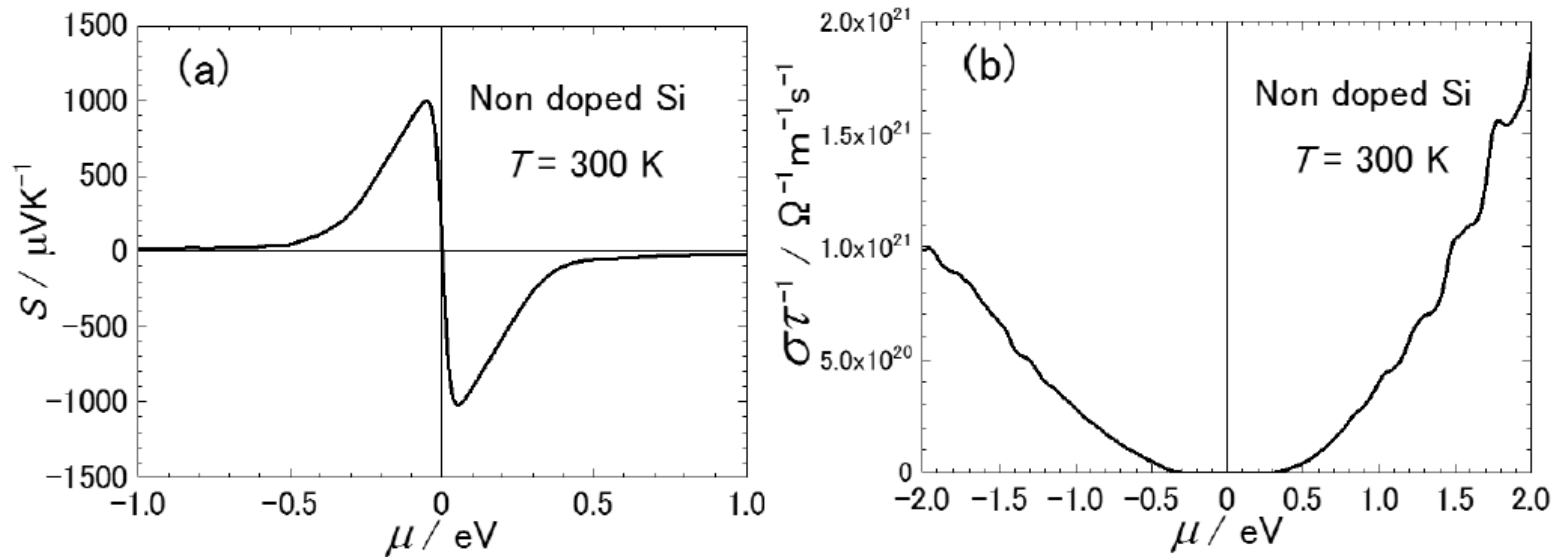 (a)
Non doped Si
T = 300 K
1500
1000
500
0
−500
−1000
−1500
S / μVK⁻¹
−1.0 −0.5 0 0.5 1.0
μ / eV
(b)
Non doped Si
T = 300 K
2.0x10²¹
1.5x10²¹
1.0x10²¹
5.0x10²⁰
0
στ⁻¹ / Ω⁻¹m⁻¹s⁻¹
−2.0 −1.5 −1.0 −0.5 0 0.5 1.0 1.5 2.0
μ / eV